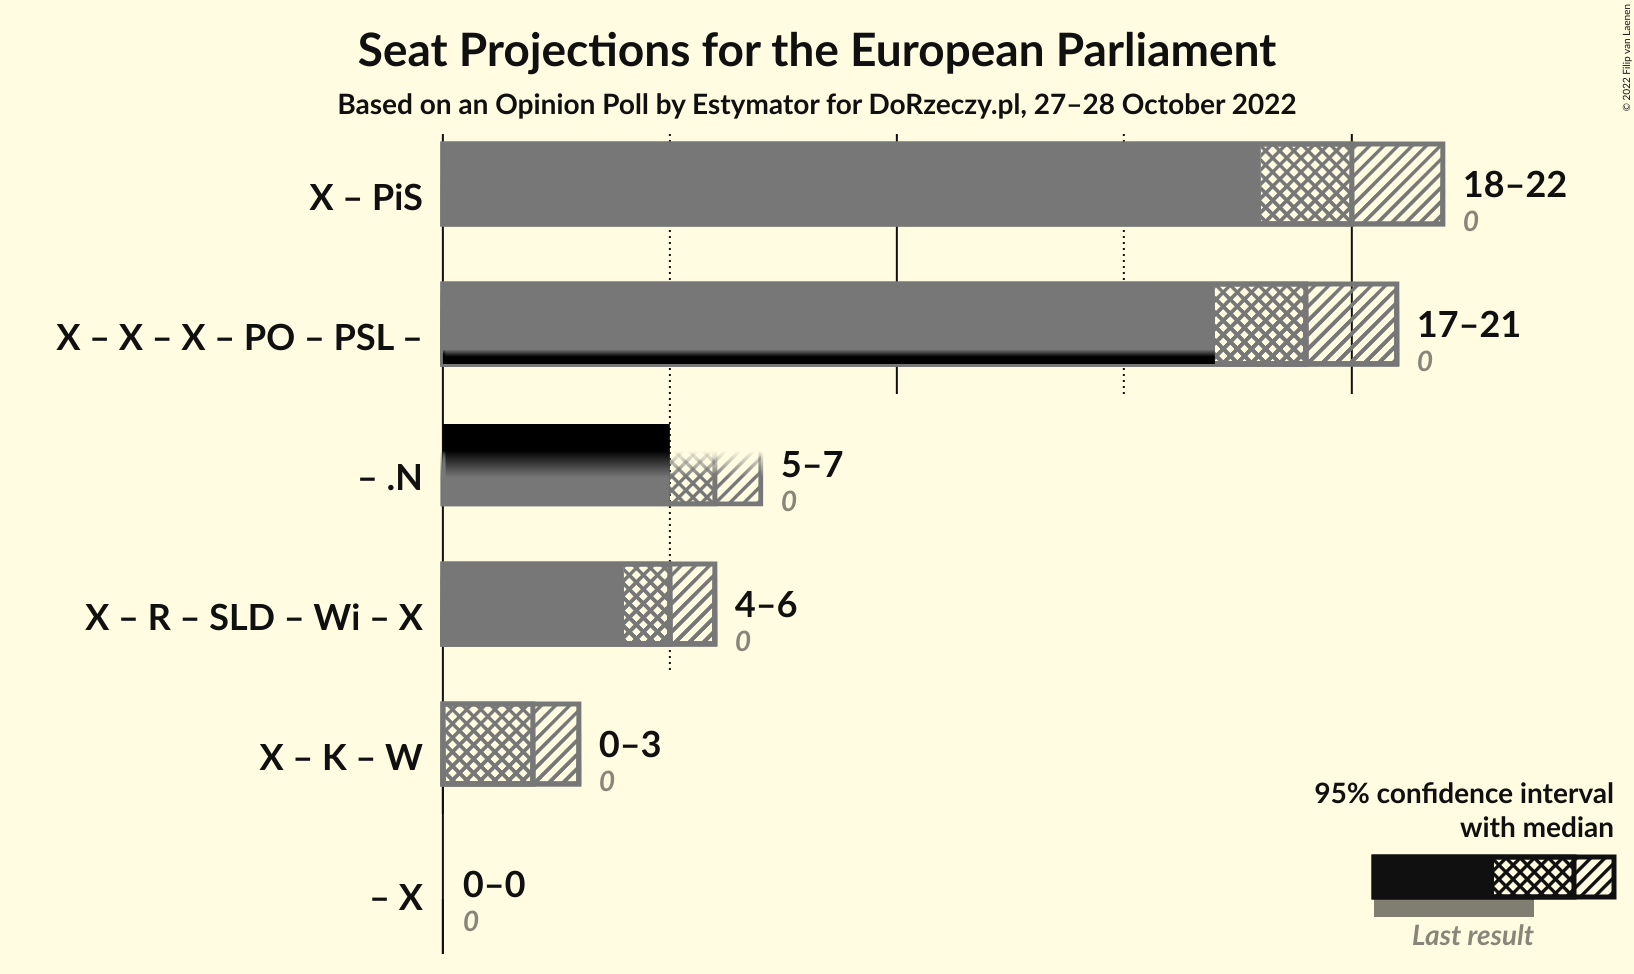 Seat Projections for the European Parliament
Based on an Opinion Poll by Estymator for DoRzeczy.pl, 27–28 October 2022
© 2022 Filip van Laenen
X – PiS
18–22
0
X – X – X – PO – PSL –
17–21
0
– .N
5–7
0
X – R – SLD – Wi – X
4–6
0
X – K – W
0–3
0
– X
0–0
0
95% confidence interval
with median
Last result